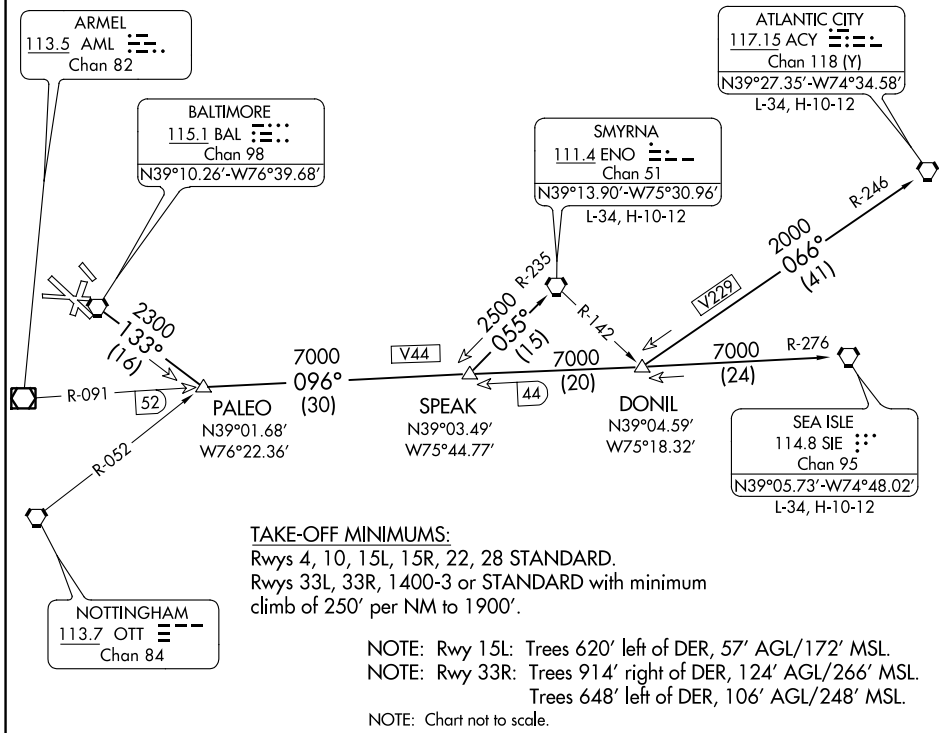 ARMEL
113.5 AML
Chan 82
ATLANTIC CITY
117.15 ACY
Chan 118 (Y)
N39°27.35′-W74°34.58′
L-34, H-10-12
BALTIMORE
115.1 BAL
Chan 98
N39°10.26′-W76°39.68′
SMYRNA
111.4 ENO
Chan 51
N39°13.90′-W75°30.96′
L-34, H-10-12
R-246
2000
066°
(41)
V229
R-235
2500
055°
(15)
R-142
2300
133°
(16)
7000
096°
(30)
V44
7000
(20)
44
7000
(24)
R-276
R-091
52
R-052
PALEO
N39°01.68′
W76°22.36′
SPEAK
N39°03.49′
W75°44.77′
DONIL
N39°04.59′
W75°18.32′
SEA ISLE
114.8 SIE
Chan 95
N39°05.73′-W74°48.02′
L-34, H-10-12
NOTTINGHAM
113.7 OTT
Chan 84
TAKE-OFF MINIMUMS:
Rwys 4, 10, 15L, 15R, 22, 28 STANDARD.
Rwys 33L, 33R, 1400-3 or STANDARD with minimum
climb of 250′ per NM to 1900′.
NOTE: Rwy 15L: Trees 620′ left of DER, 57′ AGL/172′ MSL.
NOTE: Rwy 33R: Trees 914′ right of DER, 124′ AGL/266′ MSL.
Trees 648′ left of DER, 106′ AGL/248′ MSL.
NOTE: Chart not to scale.